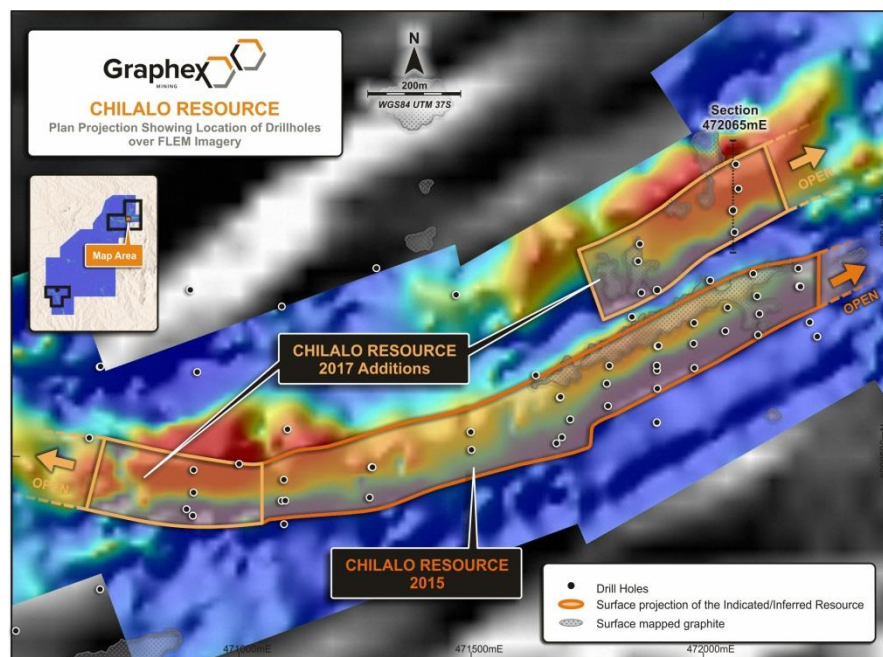 Graphex
MINING
CHILALO RESOURCE
Plan Projection Showing Location of Drillholes
over FLEM Imagery
N
200m
WGS84 UTM 37S
Section
472065mE
OPEN
OPEN
Map Area
CHILALO RESOURCE
2017 Additions
OPEN
CHILALO RESOURCE
2015
Drill Holes
Surface projection of the Indicated/Inferred Resource
Surface mapped graphite
471000mE
471500mE
472000mE